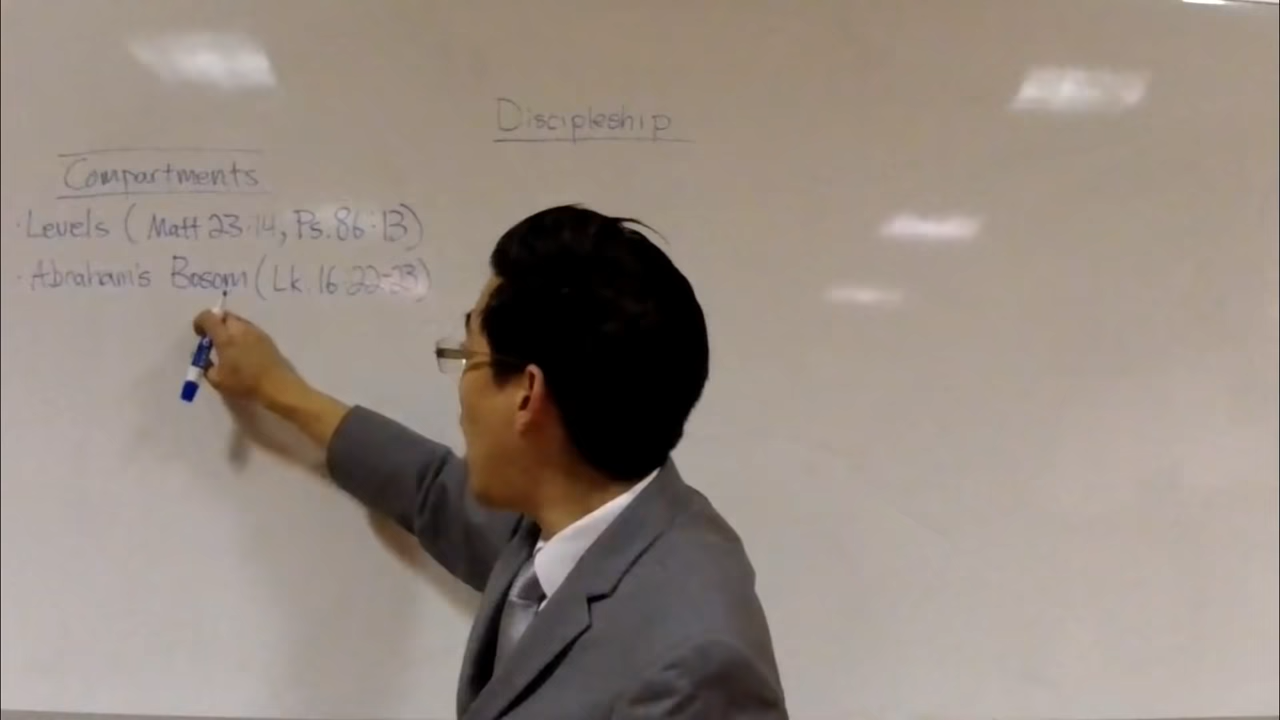 Discipleship
Compartments
· Levels (Matt 23:14, Ps. 86:13)
· Abraham's Bosom (Lk. 16:22-23)